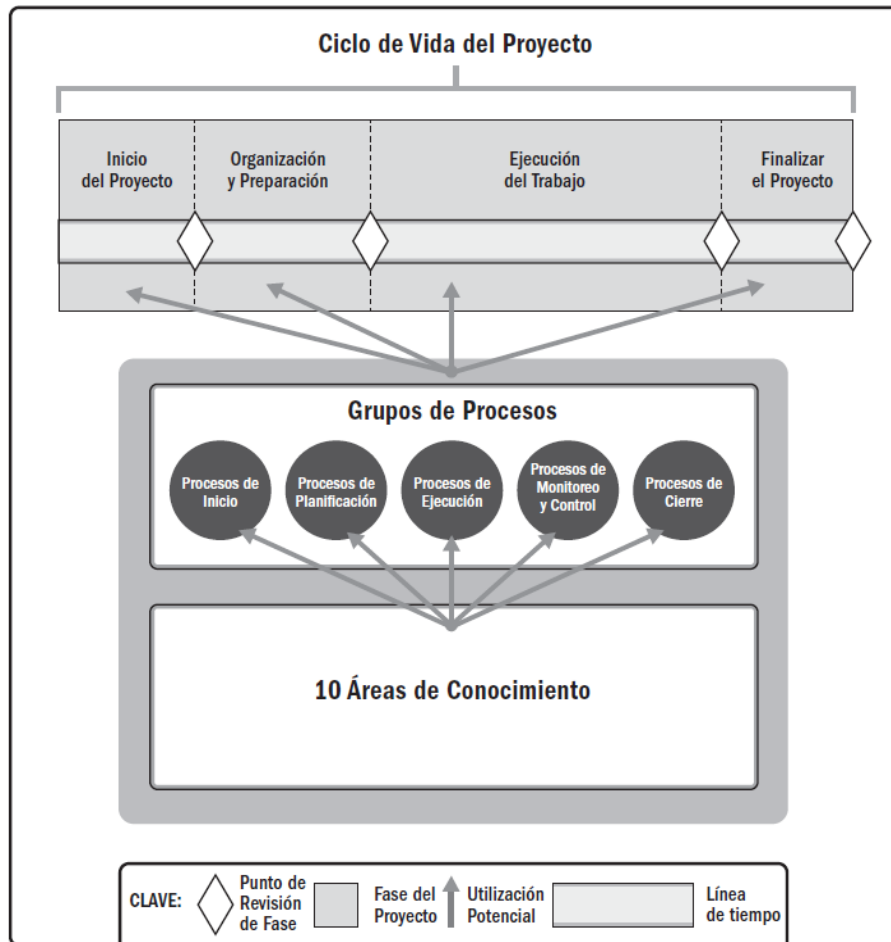 Ciclo de Vida del Proyecto
Inicio
del Proyecto
Organización
y Preparación
Ejecución
del Trabajo
Finalizar
el Proyecto
Grupos de Procesos
Procesos de
Inicio
Procesos de
Planificación
Procesos de
Ejecución
Procesos de
Monitoreo
y Control
Procesos de
Cierre
10 Áreas de Conocimiento
CLAVE:
Punto de
Revisión
de Fase
Fase del
Proyecto
Utilización
Potencial
Línea
de tiempo